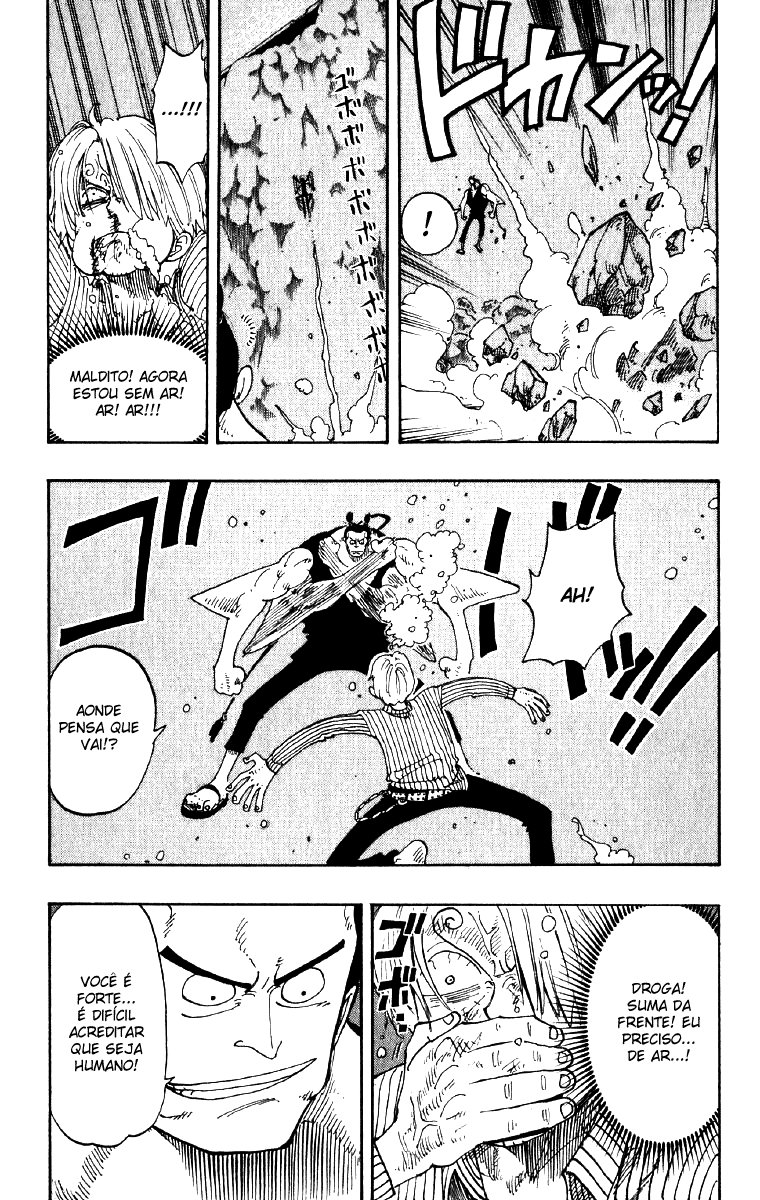 ドカンッ!
!
ゴボボボボボボボボボ
...!!!
MALDITO! AGORA
ESTOU SEM AR!
AR! AR!!!
AH!
AONDE
PENSA QUE
VAI!?
DROGA!
SUMA DA
FRENTE! EU
PRECISO...
DE AR...!
ゴボ...
VOCÊ É
FORTE...
É DIFÍCIL
ACREDITAR
QUE SEJA
HUMANO!